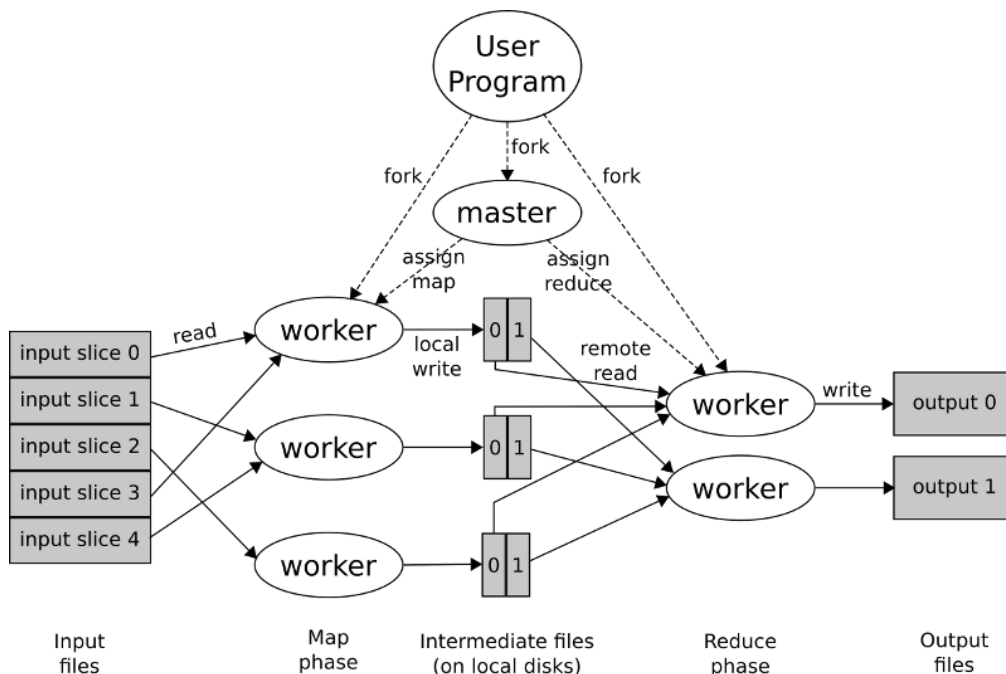 User
Program
fork
fork
fork
master
assign
map
assign
reduce
read
worker
local
write
0 1
remote
read
input slice 0
input slice 1
input slice 2
input slice 3
input slice 4
worker
write
output 0
worker
0 1
worker
output 1
worker
0 1
Input
files
Map
phase
Intermediate files
(on local disks)
Reduce
phase
Output
files